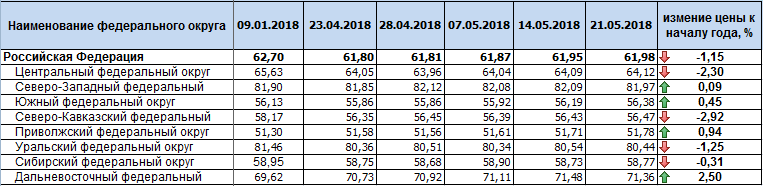 Наименование федерального округа 09.01.2018 23.04.2018 28.04.2018 07.05.2018 14.05.2018 21.05.2018 измение цены к
началу года, %
Российская Федерация 62,70 61,80 61,81 61,87 61,95 61,98 -1,15
Центральный федеральный округ 65,63 64,05 63,96 64,04 64,09 64,12 -2,30
Северо-Западный федеральный 81,90 81,85 82,12 82,08 82,09 81,97 0,09
Южный федеральный округ 56,13 55,86 55,86 55,92 56,19 56,38 0,45
Северо-Кавказский федеральный 58,17 56,35 56,45 56,39 56,43 56,47 -2,92
Приволжский федеральный округ 51,30 51,58 51,56 51,61 51,71 51,78 0,94
Уральский федеральный округ 81,46 80,36 80,51 80,34 80,54 80,44 -1,25
Сибирский федеральный округ 58,95 58,75 58,68 58,90 58,73 58,77 -0,31
Дальневосточный федеральный 69,62 70,73 70,92 71,11 71,48 71,36 2,50